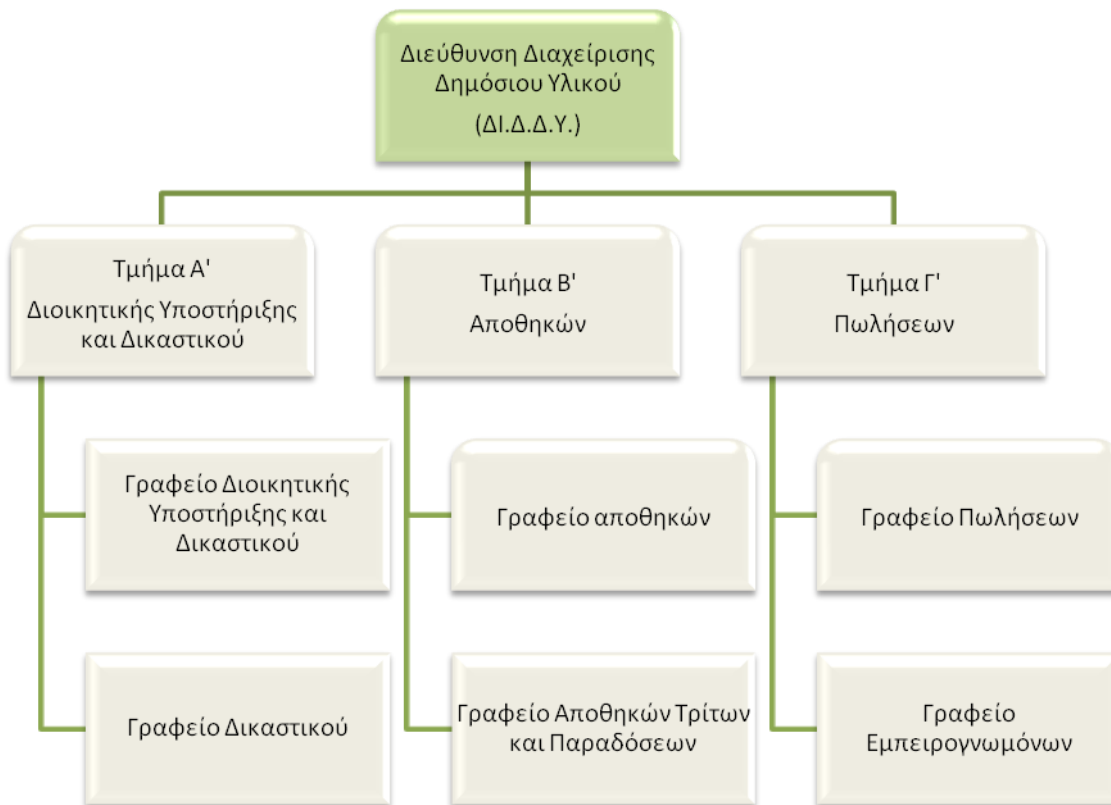 Διεύθυνση Διαχείρισης
Δημόσιου Υλικού
(ΔΙ.Δ.Δ.Υ.)
Τμήμα Α'
Διοικητικής Υποστήριξης
και Δικαστικού
Τμήμα Β'
Αποθηκών
Τμήμα Γ'
Πωλήσεων
Γραφείο Διοικητικής
Υποστήριξης και
Δικαστικού
Γραφείο αποθηκών
Γραφείο Πωλήσεων
Γραφείο Δικαστικού
Γραφείο Αποθηκών Τρίτων
και Παραδόσεων
Γραφείο
Εμπειρογνωμόνων